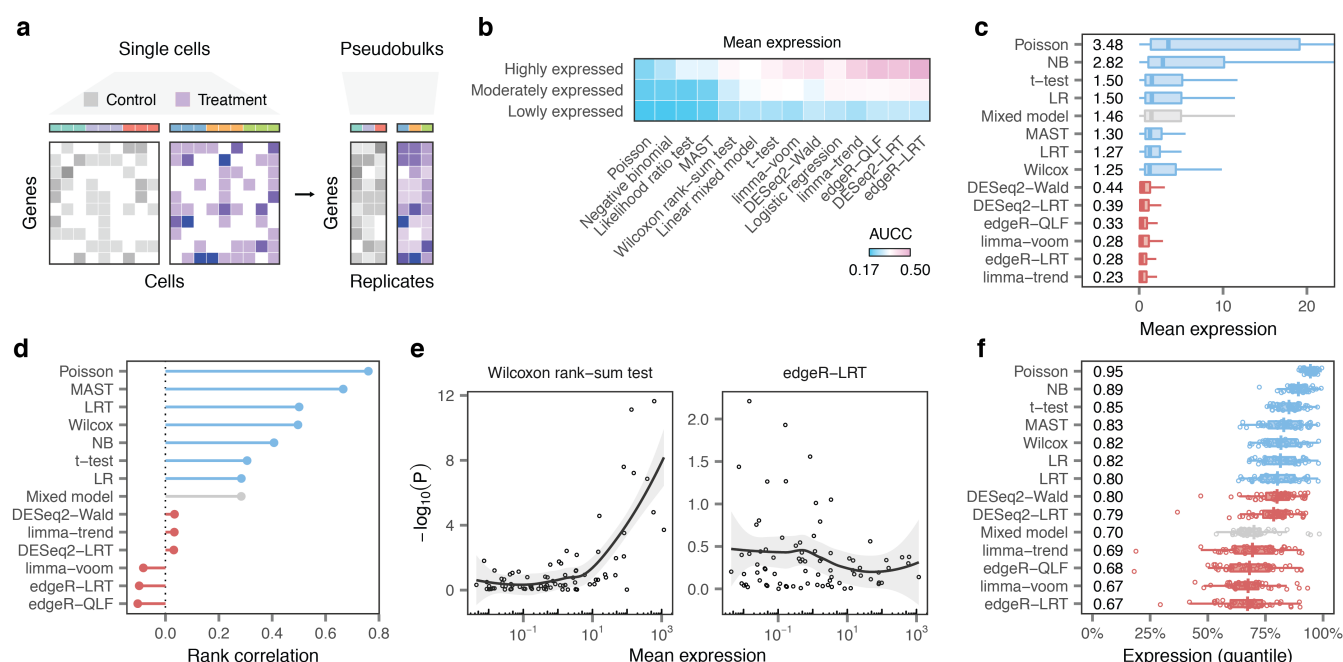 a
Single cells
Pseudobulks
Control
Treatment
Genes
Genes
Cells
Replicates
b
Mean expression
Highly expressed
Moderately expressed
Lowly expressed
Poisson
Negative binomial
Likelihood ratio test
MAST
Wilcoxon rank−sum test
Linear mixed model
t−test
limma−voom
DESeq2−Wald
Logistic regression
limma−trend
edgeR−QLF
DESeq2−LRT
edgeR−LRT
AUCC
0.17 0.50
c
Poisson 3.48
NB 2.82
t−test 1.50
LR 1.50
Mixed model 1.46
MAST 1.30
LRT 1.27
Wilcox 1.25
DESeq2−Wald 0.44
DESeq2−LRT 0.39
edgeR−QLF 0.33
limma−voom 0.28
edgeR−LRT 0.28
limma−trend 0.23
0 10 20
Mean expression
d
Poisson
MAST
LRT
Wilcox
NB
t−test
LR
Mixed model
DESeq2−Wald
limma−trend
DESeq2−LRT
limma−voom
edgeR−LRT
edgeR−QLF
0.0 0.2 0.4 0.6 0.8
Rank correlation
e
Wilcoxon rank−sum test
edgeR−LRT
−log10(P)
12
8
4
0
2.0
1.5
1.0
0.5
0.0
10−1 101 103
10−1 101 103
Mean expression
f
Poisson 0.95
NB 0.89
t−test 0.85
MAST 0.83
Wilcox 0.82
LR 0.82
LRT 0.80
DESeq2−Wald 0.80
DESeq2−LRT 0.79
Mixed model 0.70
limma−trend 0.69
edgeR−QLF 0.68
limma−voom 0.67
edgeR−LRT 0.67
0% 25% 50% 75% 100%
Expression (quantile)